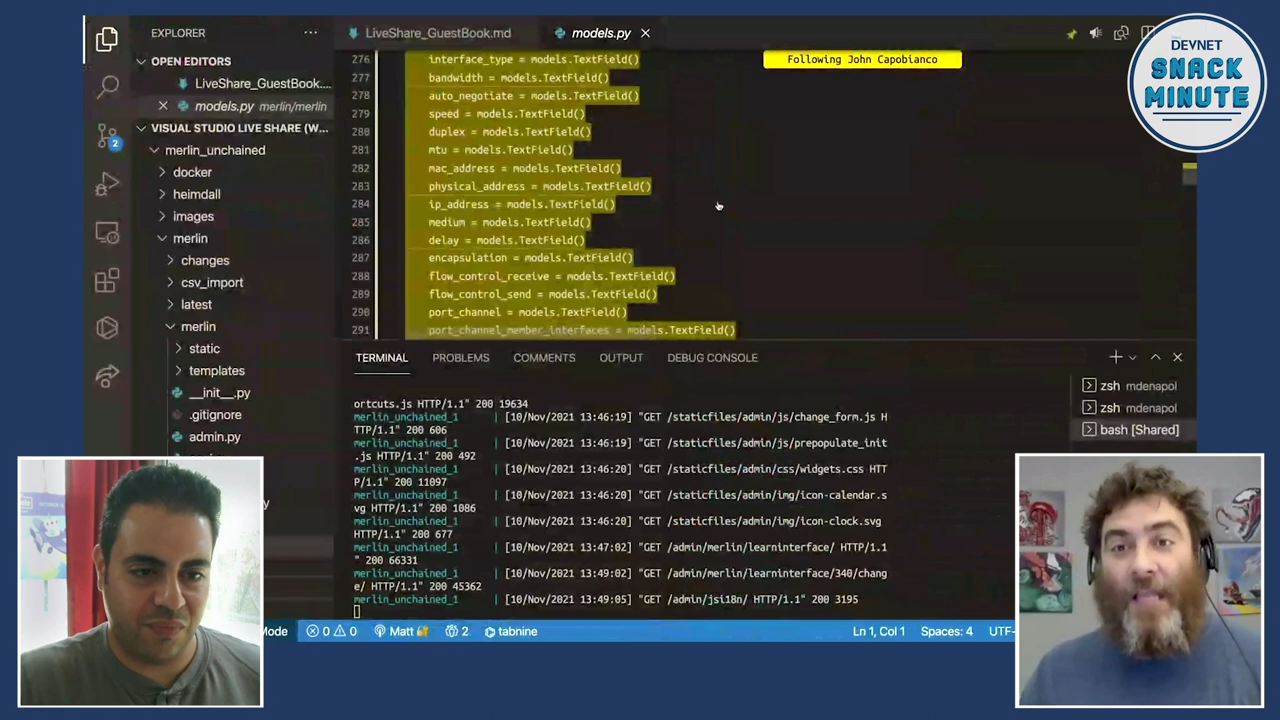 EXPLORER
LiveShare_GuestBook.md
models.py
DEVNET
SNACK
MINUTE
OPEN EDITORS
LiveShare_GuestBook....
models.py merlin/merlin
VISUAL STUDIO LIVE SHARE (W...
merlin_unchained
docker
heimdall
images
merlin
changes
csv_import
latest
merlin
static
templates
__init__.py
.gitignore
admin.py
2
Following John Capobianco
276 interface_type = models.TextField()
277 bandwidth = models.TextField()
278 auto_negotiate = models.TextField()
279 speed = models.TextField()
280 duplex = models.TextField()
281 mtu = models.TextField()
282 mac_address = models.TextField()
283 physical_address = models.TextField()
284 ip_address = models.TextField()
285 medium = models.TextField()
286 delay = models.TextField()
287 encapsulation = models.TextField()
288 flow_control_receive = models.TextField()
289 flow_control_send = models.TextField()
290 port_channel = models.TextField()
291 port_channel_member_interfaces = models.TextField()
TERMINAL PROBLEMS COMMENTS OUTPUT DEBUG CONSOLE
zsh mdenapol
zsh mdenapol
bash [Shared]
ortcuts.js HTTP/1.1" 200 19634
merlin_unchained_1 | [10/Nov/2021 13:46:19] "GET /staticfiles/admin/js/change_form.js H
TTP/1.1" 200 606
merlin_unchained_1 | [10/Nov/2021 13:46:19] "GET /staticfiles/admin/js/prepopulate_init
.js HTTP/1.1" 200 492
merlin_unchained_1 | [10/Nov/2021 13:46:20] "GET /staticfiles/admin/css/widgets.css HTT
P/1.1" 200 11097
merlin_unchained_1 | [10/Nov/2021 13:46:20] "GET /staticfiles/admin/img/icon-calendar.s
vg HTTP/1.1" 200 1086
merlin_unchained_1 | [10/Nov/2021 13:46:20] "GET /staticfiles/admin/img/icon-clock.svg
HTTP/1.1" 200 677
merlin_unchained_1 | [10/Nov/2021 13:47:02] "GET /admin/merlin/learninterface/ HTTP/1.1
" 200 66331
merlin_unchained_1 | [10/Nov/2021 13:49:02] "GET /admin/merlin/learninterface/340/chang
e/ HTTP/1.1" 200 45362
merlin_unchained_1 | [10/Nov/2021 13:49:05] "GET /admin/jsi18n/ HTTP/1.1" 200 3195
Mode 0 0 Matt 2 tabnine Ln 1, Col 1 Spaces: 4 UTF-